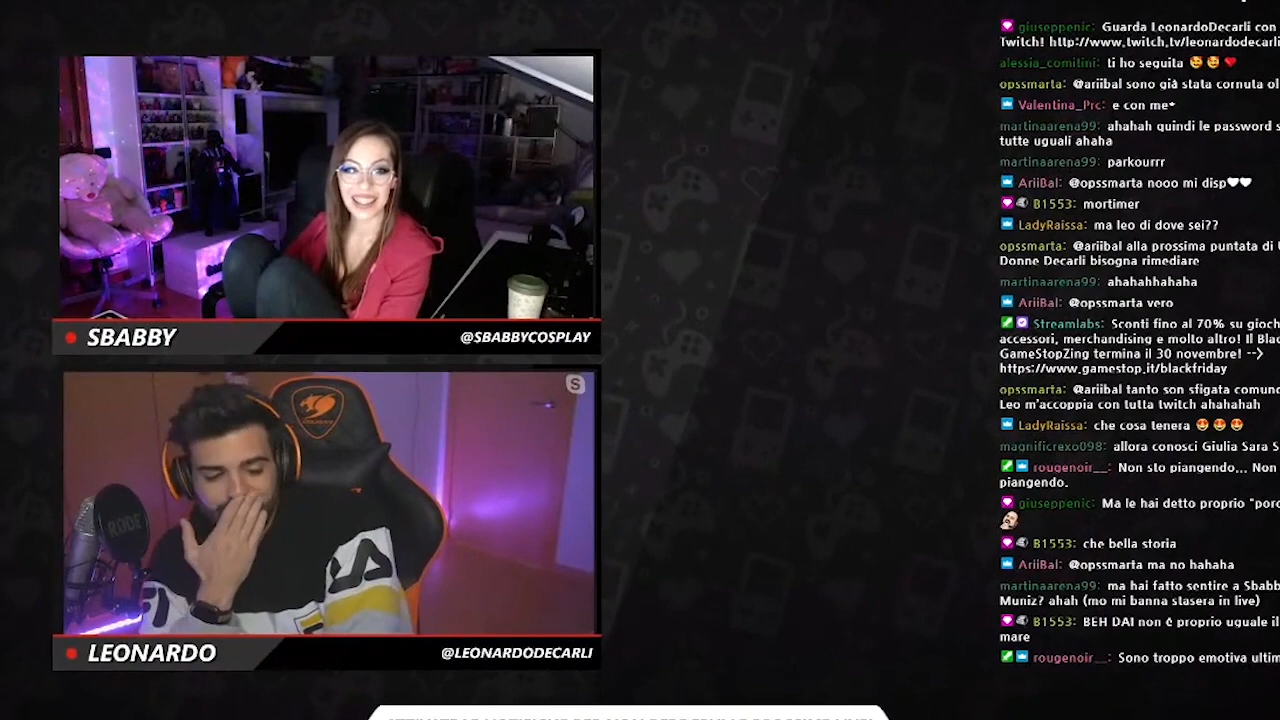 SBABBY
@SBABBYCOSPLAY
S
COUGAR
RODE
LEONARDO
@LEONARDODECARLI
giuseppenic: Guarda LeonardoDecarli con
Twitch! http://www.twitch.tv/leonardodecarli
alessia_comitini: ti ho seguita
opssmarta: @ariibal sono già stata cornuta
Valentina_Prc: e con me*
martinaarena99: ahahah quindi le password
tutte uguali ahaha
martinaarena99: parkourrr
AriiBal: @opssmarta nooo mi disp
B1553: mortimer
LadyRaissa: ma leo di dove sei??
opssmarta: @ariibal alla prossima puntata di
Donne Decarli bisogna rimediare
martinaarena99: ahahahhahaha
AriiBal: @opssmarta vero
Streamlabs: Sconti fino al 70% su
accessori, merchandising e molto altro! Il
GameStopZing termina il 30 novembre! -->
https://www.gamestop.it/blackfriday
opssmarta: @ariibal tanto son sfigata
Leo m'accoppia con tutta twitch ahahahah
LadyRaissa: che cosa tenera
magnificrexo098: allora conosci Giulia Sara
rougenoir__: Non sto piangendo... Non
piangendo.
giuseppenic: Ma le hai detto proprio
B1553: che bella storia
AriiBal: @opssmarta ma no hahaha
martinaarena99: ma hai fatto sentire a
Muniz? ahah (mo mi banna stasera in live)
B1553: BEH DAI non è proprio uguale il
mare
rougenoir__: Sono troppo emotiva